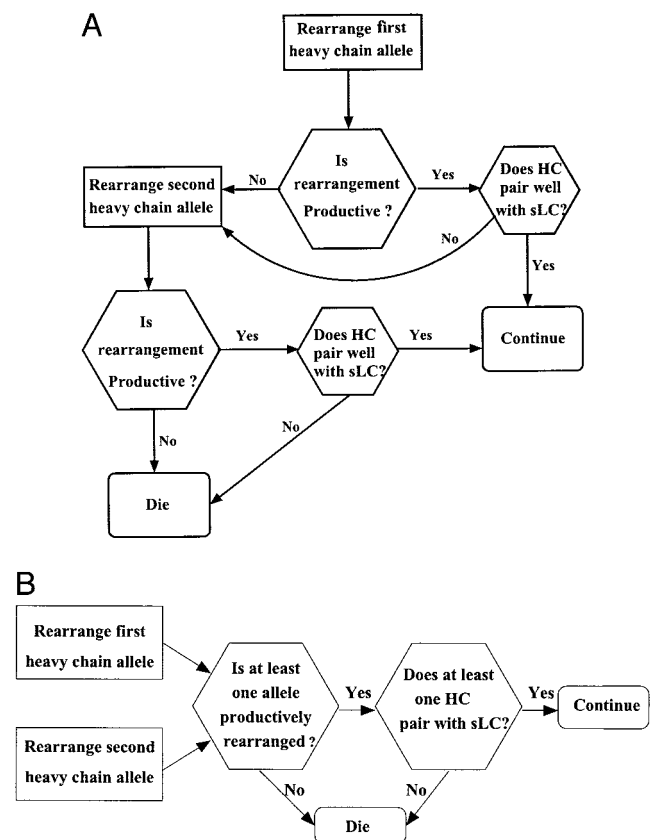 A
Rearrange first
heavy chain allele
Is
rearrangement
Productive ?
No
Yes
Does HC
pair well
with sLC?
Rearrange second
heavy chain allele
No
Yes
Is
rearrangement
Productive ?
Yes
Does HC
pair well
with sLC?
Yes
Continue
No
No
Die
B
Rearrange first
heavy chain allele
Is at least
one allele
productively
rearranged ?
Yes
Does at least
one HC
pair with sLC?
Yes
Continue
Rearrange second
heavy chain allele
No
No
Die